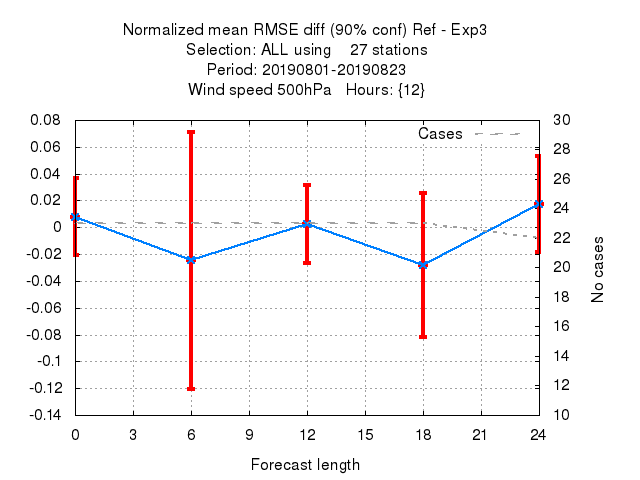 Normalized mean RMSE diff (90% conf) Ref - Exp3
Selection: ALL using    27 stations
Period: 20190801-20190823
Wind speed 500hPa   Hours: {12}
Cases
0.08
0.06
0.04
0.02
0
-0.02
-0.04
-0.06
-0.08
-0.1
-0.12
-0.14
30
28
26
24
22
20
18
16
14
12
10
No cases
0 3 6 9 12 15 18 21 24
Forecast length